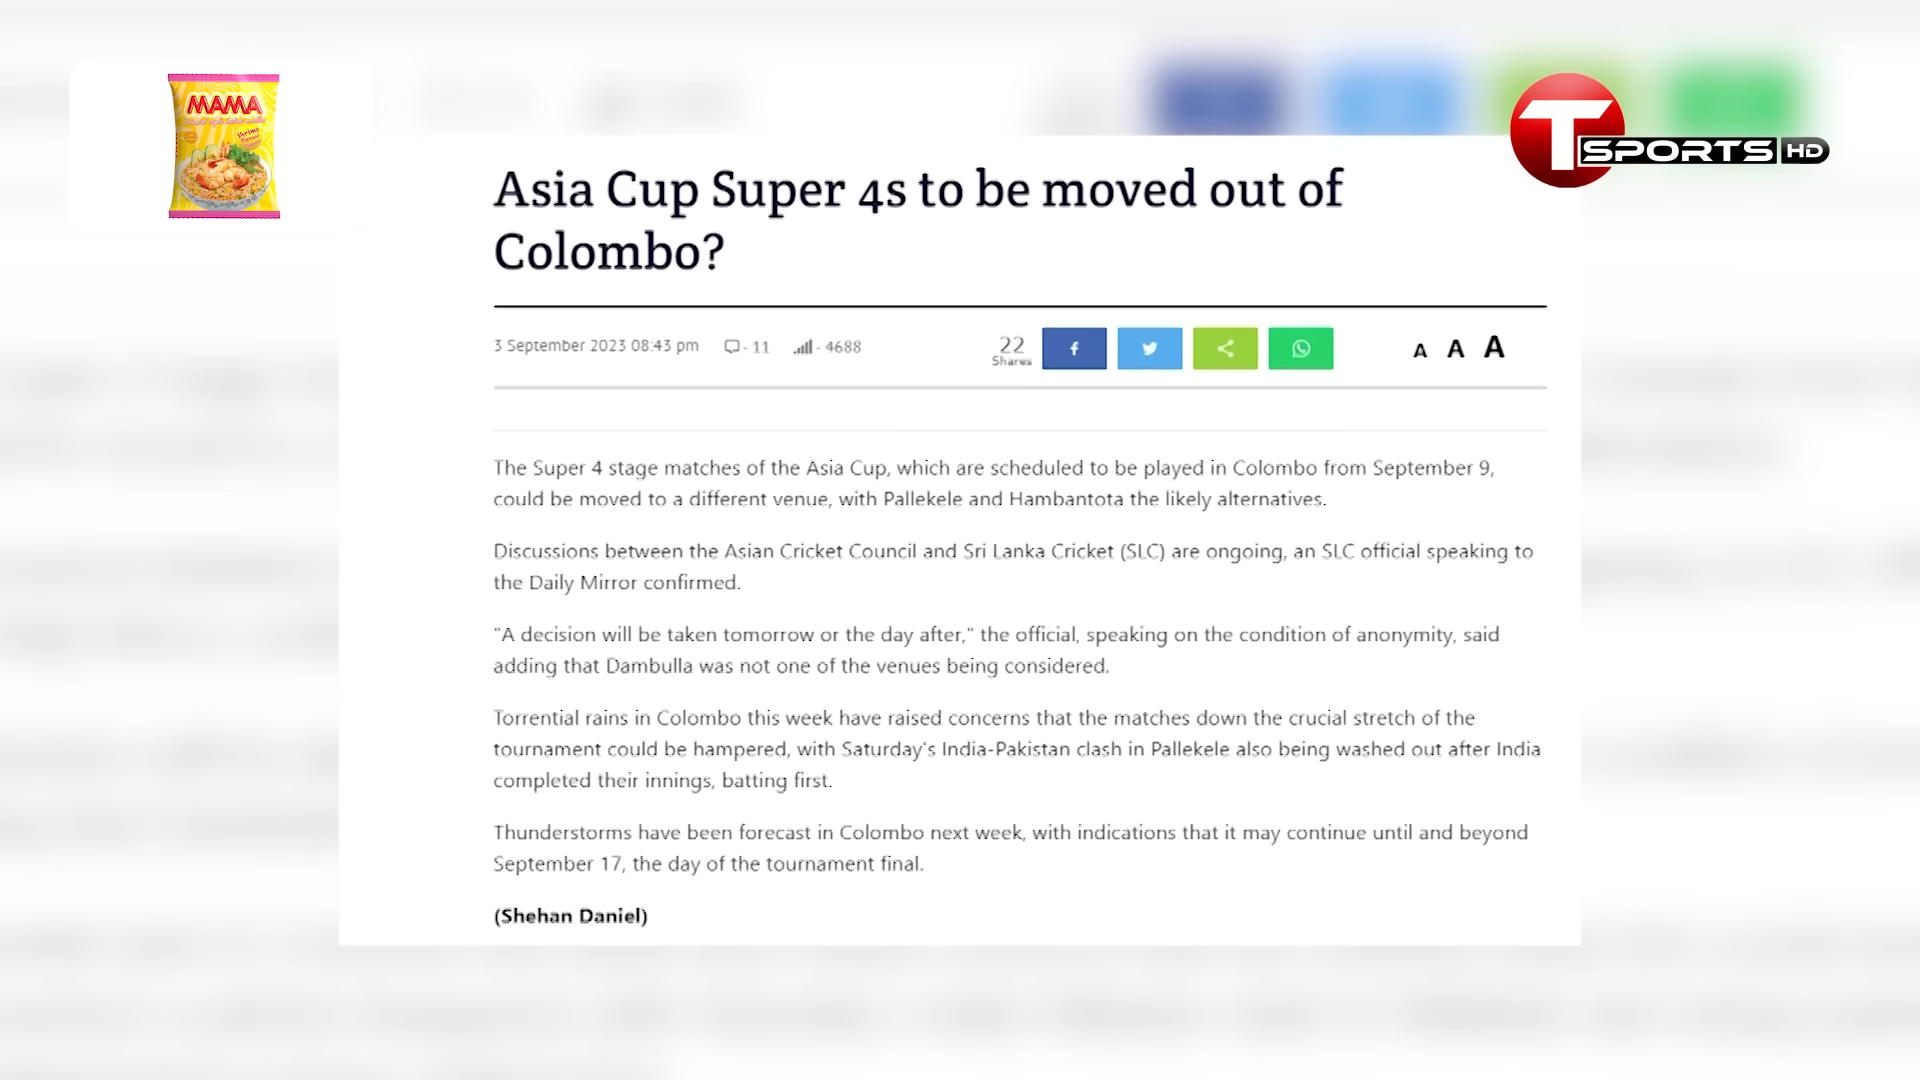 MAMA
Shrimp
T SPORTS HD
Asia Cup Super 4s to be moved out of
Colombo?
3 September 2023 08:43 pm - 11 - 4688
22
Shares
A A A
The Super 4 stage matches of the Asia Cup, which are scheduled to be played in Colombo from September 9,
could be moved to a different venue, with Pallekele and Hambantota the likely alternatives.
Discussions between the Asian Cricket Council and Sri Lanka Cricket (SLC) are ongoing, an SLC official speaking to
the Daily Mirror confirmed.
"A decision will be taken tomorrow or the day after," the official, speaking on the condition of anonymity, said
adding that Dambulla was not one of the venues being considered.
Torrential rains in Colombo this week have raised concerns that the matches down the crucial stretch of the
tournament could be hampered, with Saturday's India-Pakistan clash in Pallekele also being washed out after India
completed their innings, batting first.
Thunderstorms have been forecast in Colombo next week, with indications that it may continue until and beyond
September 17, the day of the tournament final.
(Shehan Daniel)